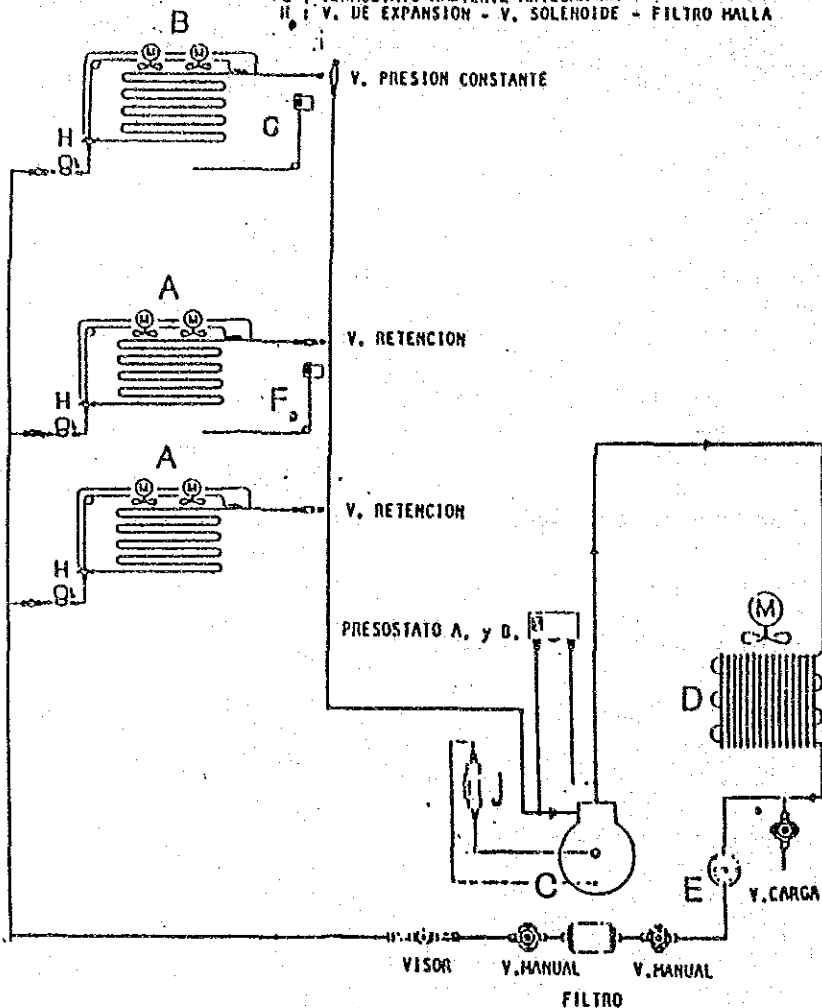 H : V. DE EXPANSION - V. SOLENOIDE - FILTRO MALLA
B
V. PRESION CONSTANTE
G
H
A
V. RETENCION
F
H
A
V. RETENCION
H
PRESOSTATO A. y B.
M
D
J
C
E
V.CARGA
VISOR
V.MANUAL
V.MANUAL
FILTRO